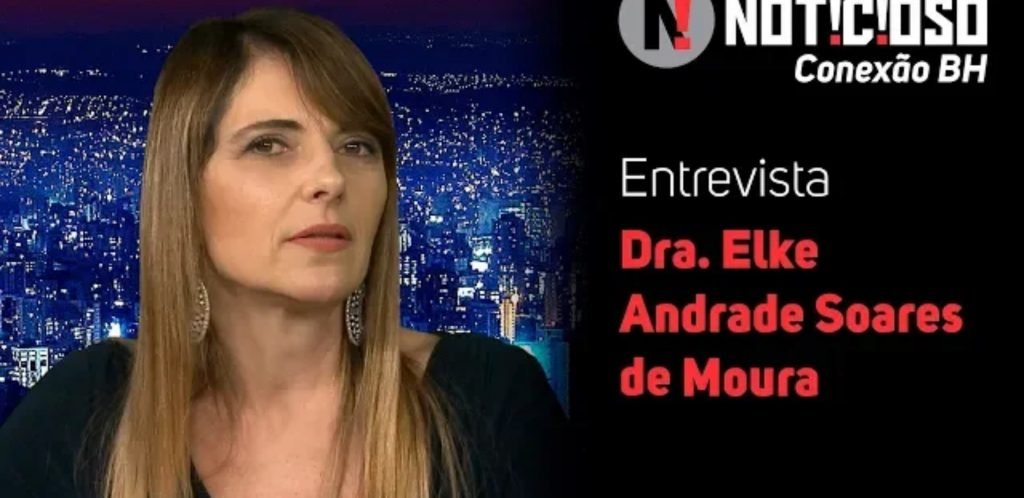 N! NOT!C!OSO
Conexão BH
Entrevista
Dra. Elke
Andrade Soares
de Moura